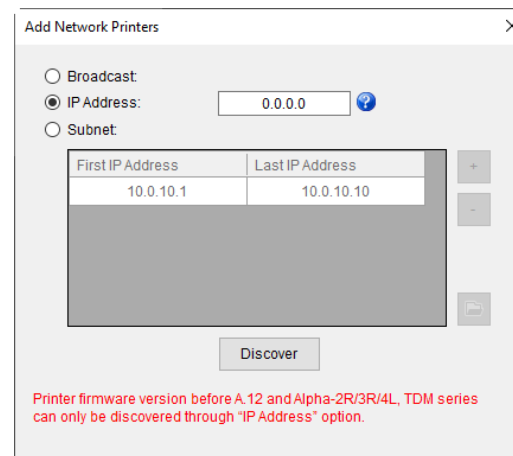 Add Network Printers
Broadcast:
IP Address: 0.0.0.0 ?
Subnet:
First IP Address Last IP Address +
10.0.10.1 10.0.10.10
-
Discover
Printer firmware version before A.12 and Alpha-2R/3R/4L, TDM series
can only be discovered through “IP Address” option.